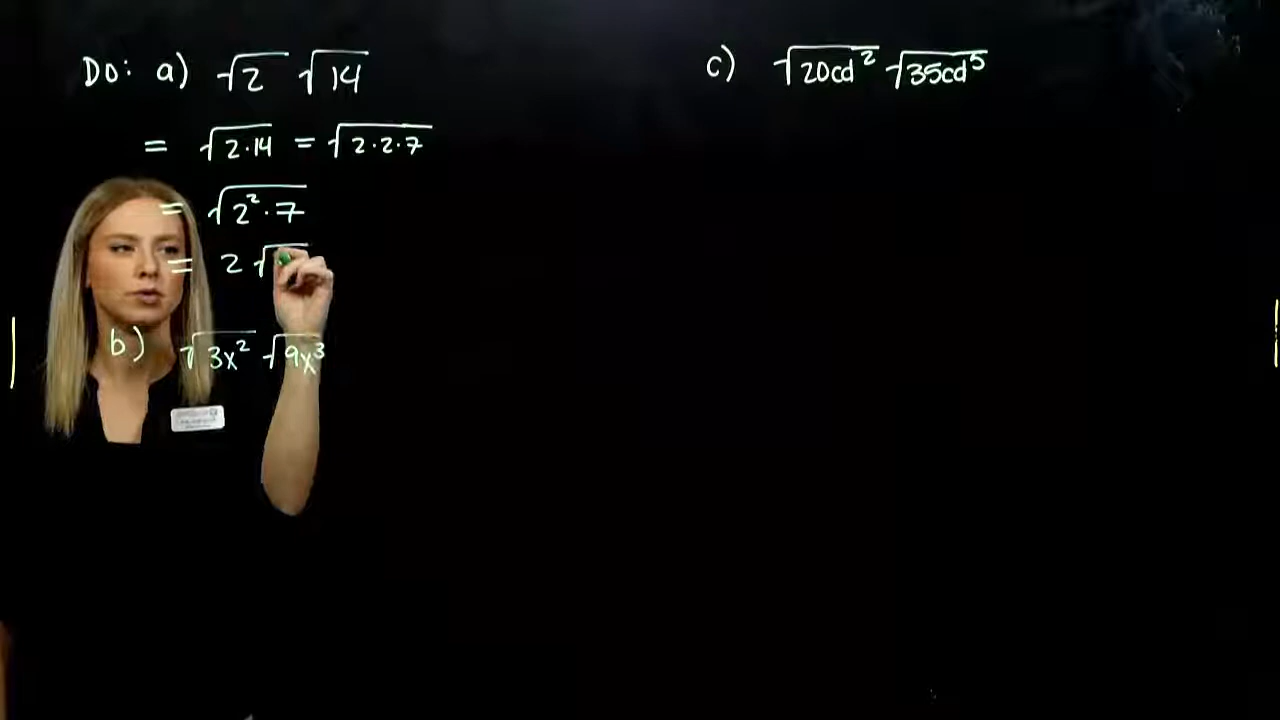 Do: a) √2 √14
= √2·14 = √2·2·7
= √2²·7
= 2√
b) √3x² √9x³
c) √20cd² √35cd⁵